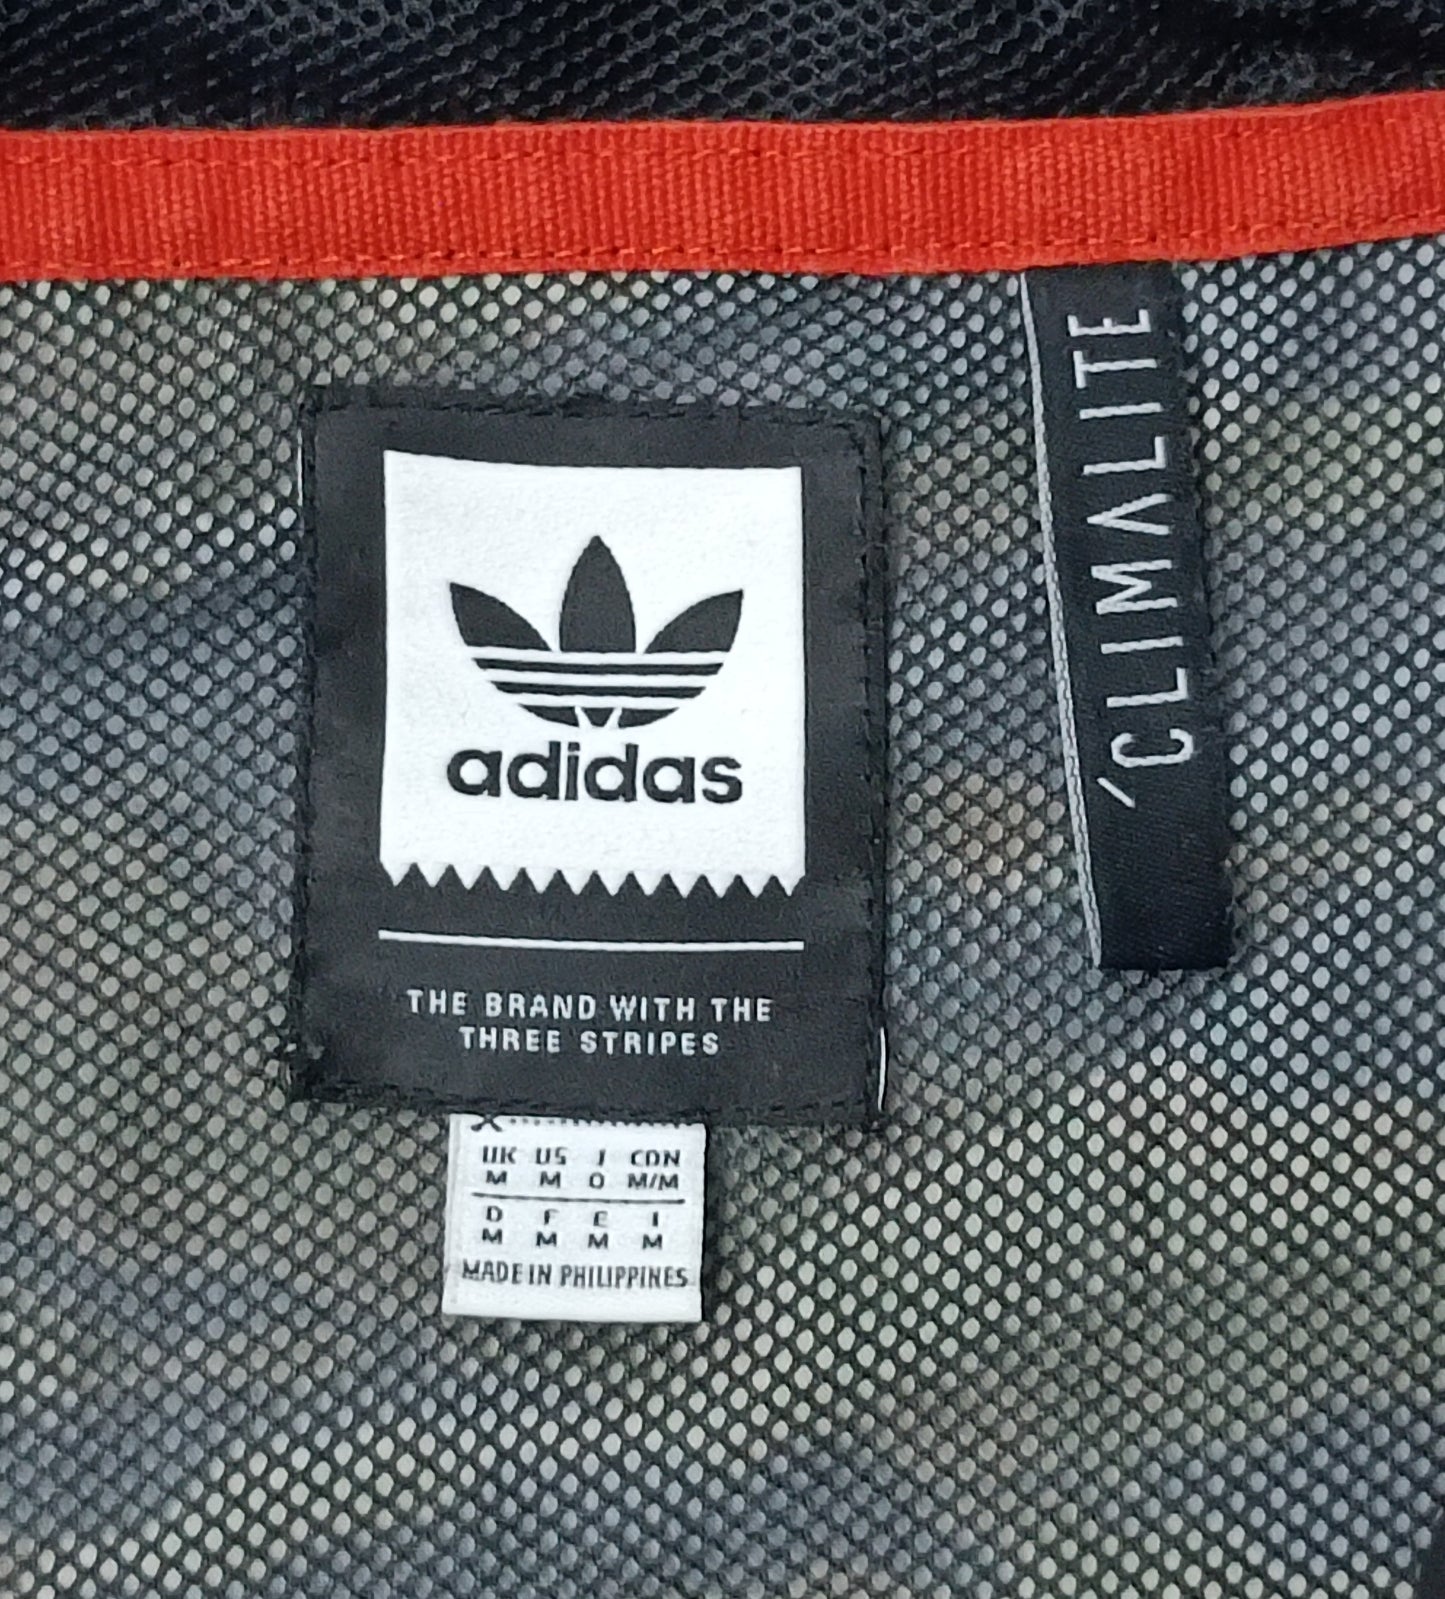 adidas
THE BRAND WITH THE
THREE STRIPES
UK US J CDN
M M O M/M
D F E I
M M M M
MADE IN PHILIPPINES
'CLIMALITE